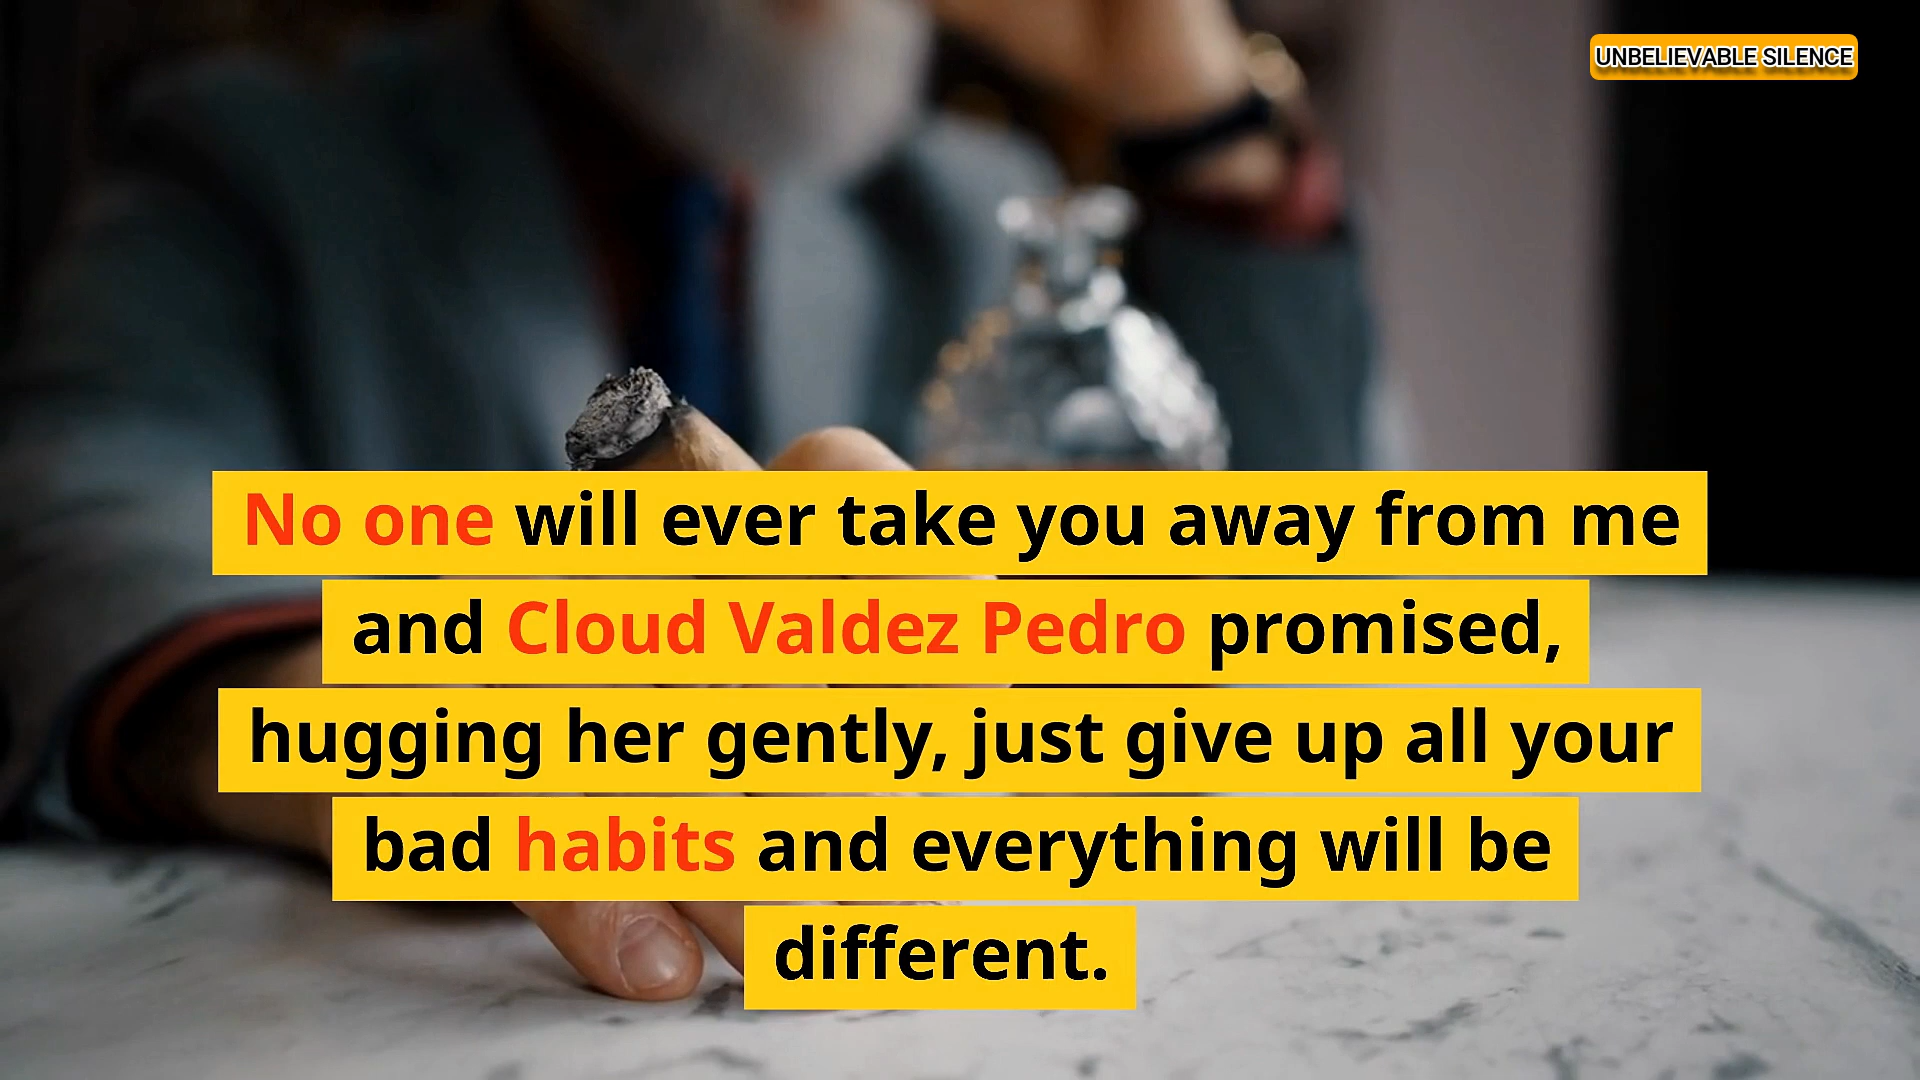 UNBELIEVABLE SILENCE
No one will ever take you away from me
and Cloud Valdez Pedro promised,
hugging her gently, just give up all your
bad habits and everything will be
different.